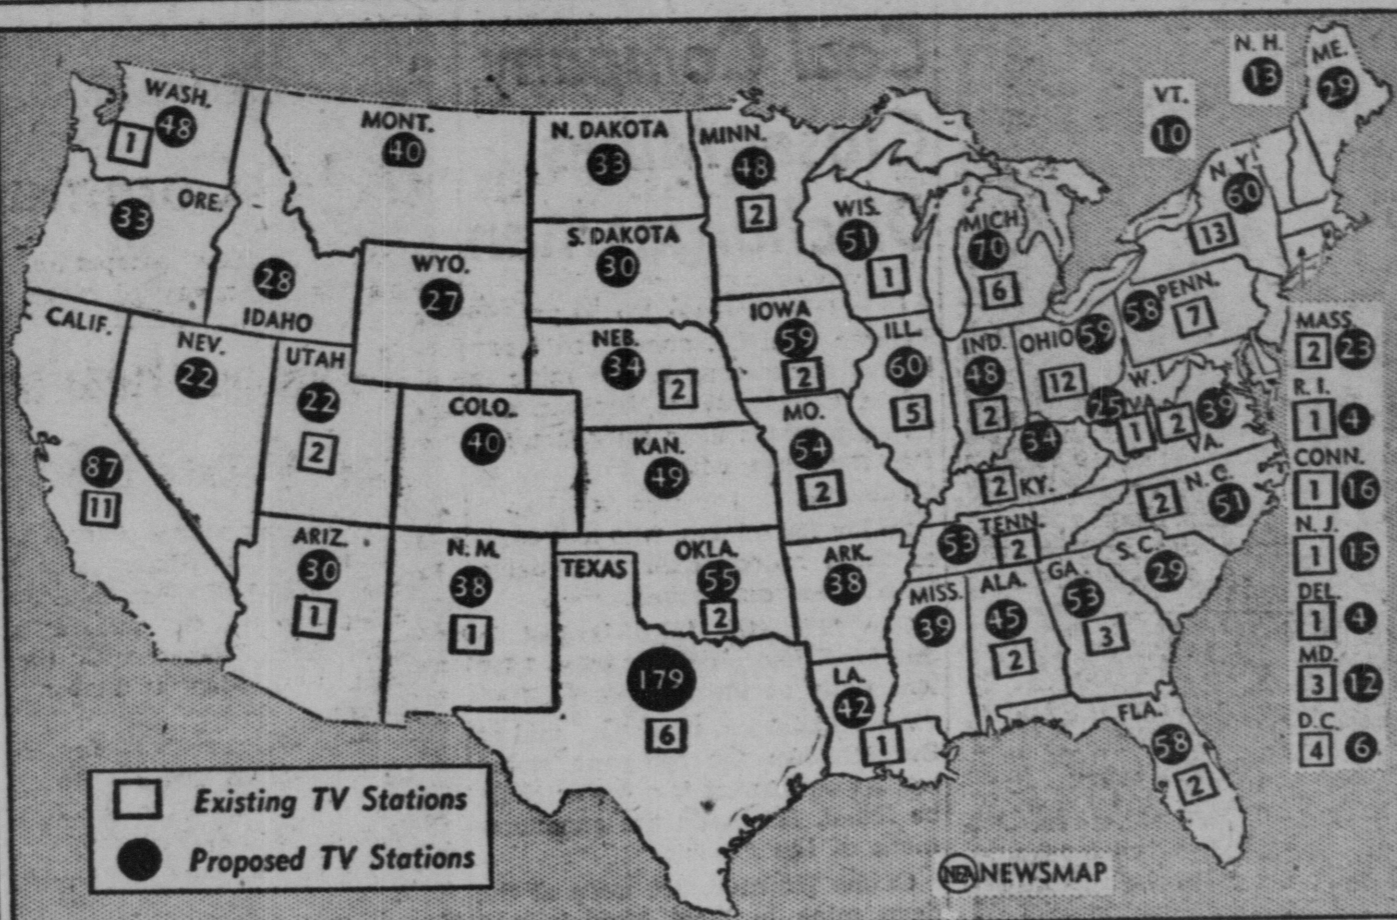 N. H.
13
ME.
29
VT.
10
WASH.
48
1
MONT.
40
N. DAKOTA
33
MINN.
48
2
ORE.
33
S. DAKOTA
30
WIS.
51
1
MICH
70
6
N. Y.
60
13
28
IDAHO
WYO.
27
IOWA
59
2
PENN.
58
7
CALIF.
87
11
NEV.
22
UTAH
22
2
NEB.
34
2
ILL.
60
5
IND.
48
2
OHIO
59
12
MASS.
2 23
R. I.
1 4
CONN.
1 16
N. J.
1 15
DEL.
1 4
MD.
3 12
D.C.
4 6
COLO.
40
KAN.
49
MO.
54
2
W.
VA.
25
1
2
39
VA.
34
2
KY.
N. C.
2
51
ARIZ.
30
1
N. M.
38
1
TEXAS
179
6
OKLA.
55
2
ARK.
38
TENN.
53
2
S. C.
29
MISS.
39
ALA.
45
2
GA.
53
3
LA.
42
1
FLA.
58
2
Existing TV Stations
Proposed TV Stations
NEA NEWSMAP